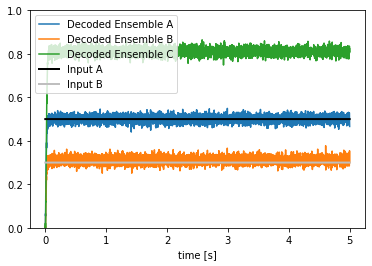 1.0
0.8
0.6
0.4
0.2
0.0
Decoded Ensemble A
Decoded Ensemble B
Decoded Ensemble C
Input A
Input B
0 1 2 3 4 5
time [s]